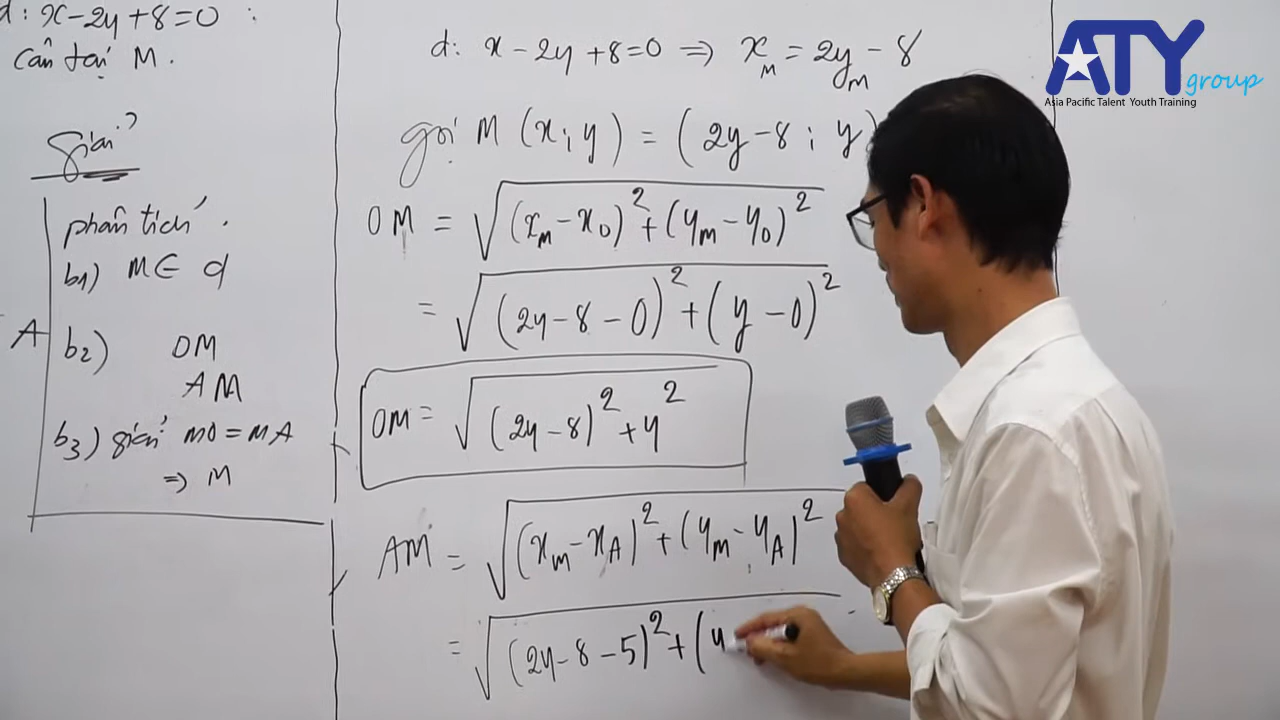 d: x-2y+8=0 :
cân tại M.
Giải
phân tích.
b1) M∈ d
A
b2) OM
AM
b3) giải MO=MA
⇒ M
d: x-2y+8=0 ⇒ x_M = 2y_M - 8
gọi M (x;y) = (2y-8 ; y)
OM = √((x_M-x_O)²+(y_M-y_O)²)
= √((2y-8-0)²+(y-0)²)
OM = √((2y-8)²+y²)
AM = √((x_M-x_A)²+(y_M-y_A)²)
= √((2y-8-5)²+(y
ATY group
Asia Pacific Talent Youth Training